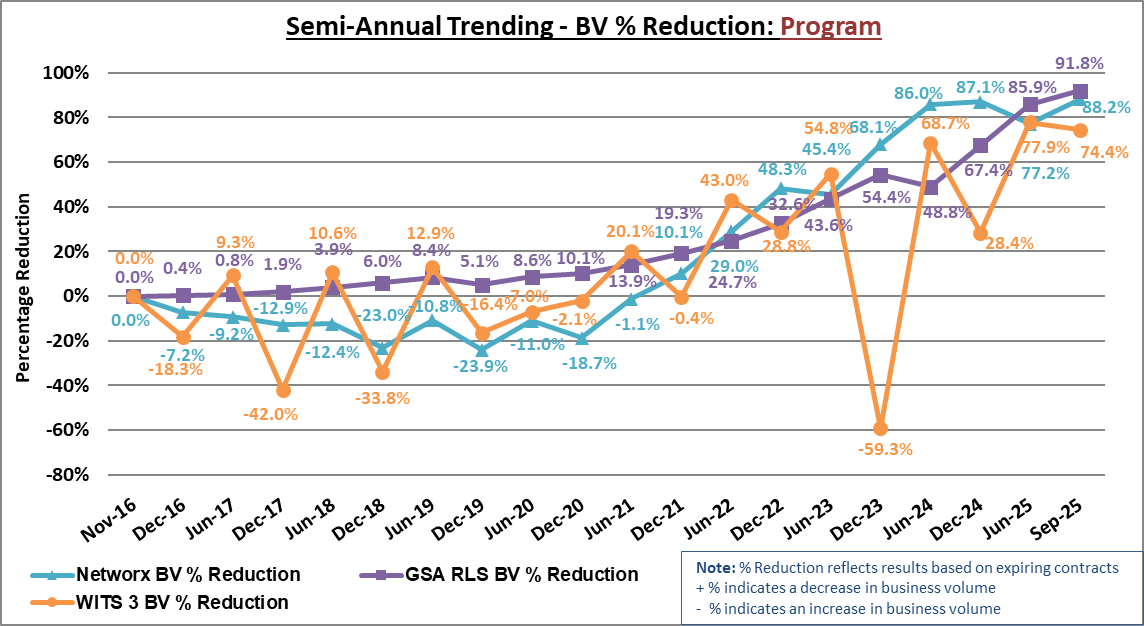 Semi-Annual Trending - BV % Reduction: Program
Percentage Reduction
100%
80%
60%
40%
20%
0%
-20%
-40%
-60%
-80%
0.0%
0.0%
0.0%
0.4%
-7.2%
-18.3%
9.3%
0.8%
-9.2%
1.9%
-12.9%
-42.0%
10.6%
3.9%
-12.4%
6.0%
-23.0%
-33.8%
12.9%
8.4%
-10.8%
5.1%
-16.4%
-23.9%
8.6%
-7.0%
-11.0%
10.1%
-2.1%
-18.7%
20.1%
13.9%
-1.1%
19.3%
10.1%
-0.4%
43.0%
29.0%
24.7%
48.3%
32.6%
28.8%
54.8%
45.4%
43.6%
68.1%
54.4%
-59.3%
86.0%
68.7%
48.8%
87.1%
67.4%
28.4%
85.9%
77.9%
77.2%
91.8%
88.2%
74.4%
Nov-16
Dec-16
Jun-17
Dec-17
Jun-18
Dec-18
Jun-19
Dec-19
Jun-20
Dec-20
Jun-21
Dec-21
Jun-22
Dec-22
Jun-23
Dec-23
Jun-24
Dec-24
Jun-25
Sep-25
Networx BV % Reduction
GSA RLS BV % Reduction
WITS 3 BV % Reduction
Note: % Reduction reflects results based on expiring contracts
+ % indicates a decrease in business volume
- % indicates an increase in business volume